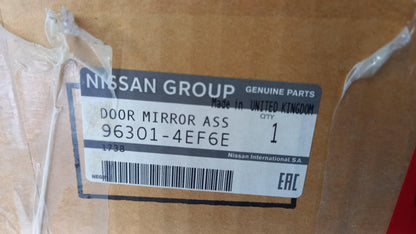 NISSAN GROUP GENUINE PARTS
Made in UNITED KINGDOM
DOOR MIRROR ASS QTY
96301-4EF6E 1
1738
Nissan International SA
EAC